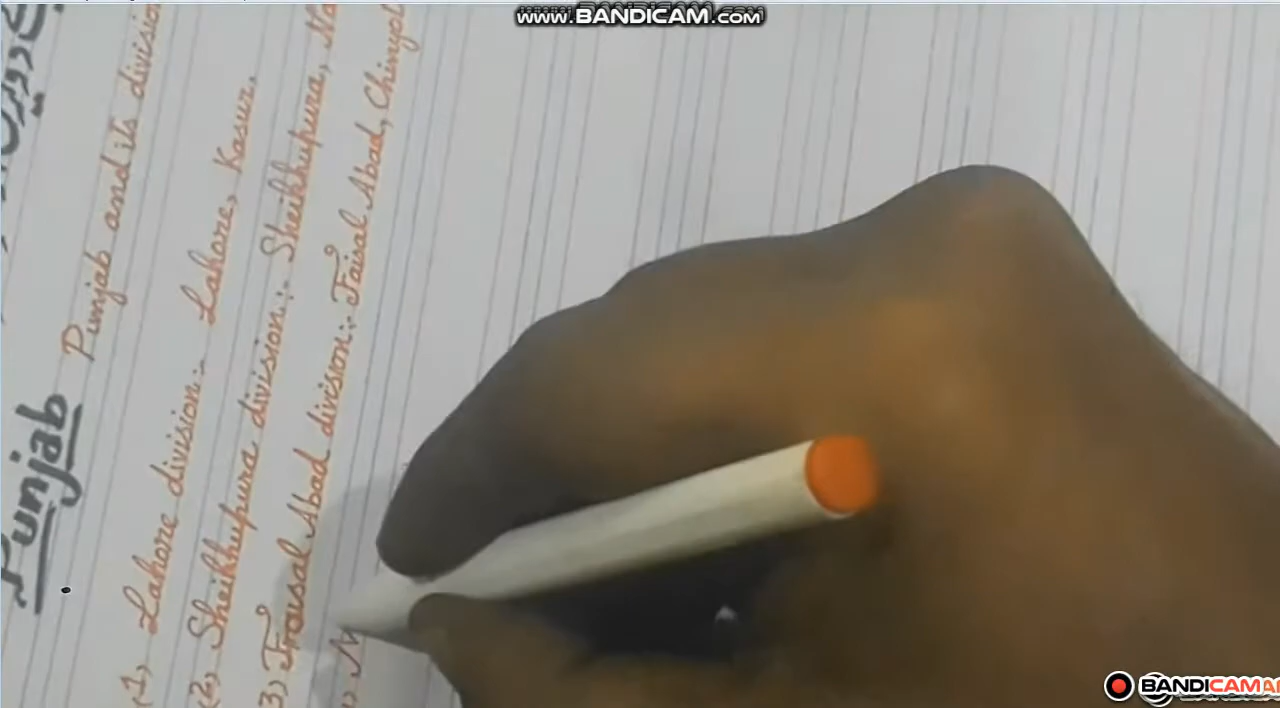 www.BANDICAM.com
Punjab
Punjab and its
(1) Lahore division:- Lahore, Kasur.
(2) Sheikhupura division:- Sheikhupura,
3) Faisal Abad division:- Faisal Abad,
BANDICAM